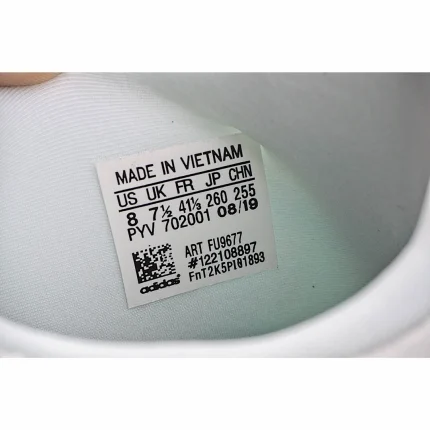 MADE IN VIETNAM
US UK FR JP CHN
8 7½ 41⅓ 260 255
PYV 702001 08/19
ART FU9677
#122108897
FnT2K5PI81893
adidas